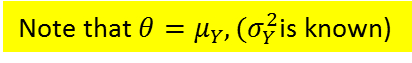 Note that θ = μ_Y, (σ_Y^2 is known)